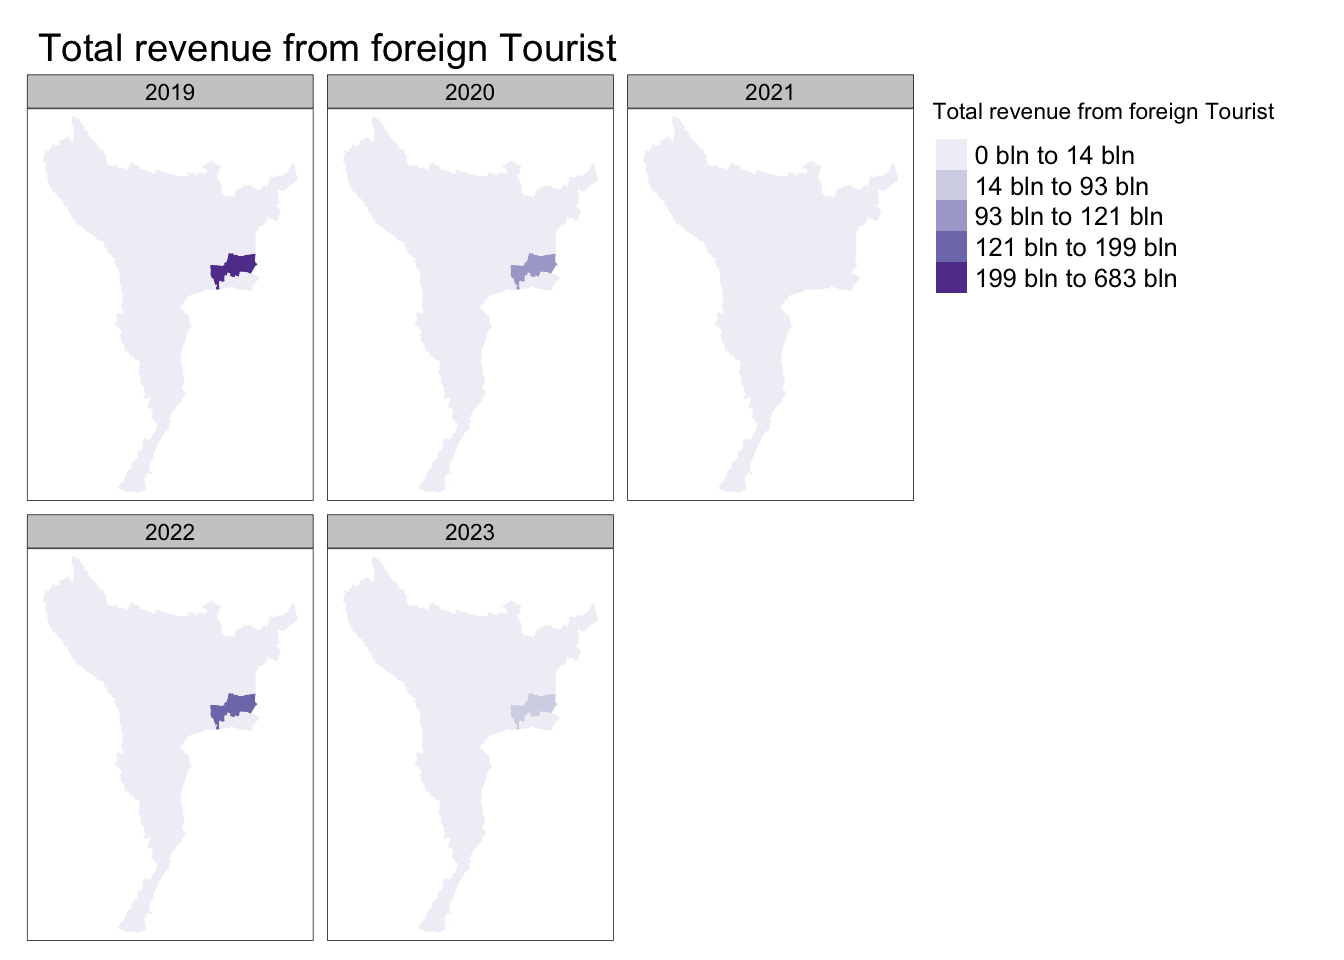 Total revenue from foreign Tourist
2019
2020
2021
Total revenue from foreign Tourist
0 bln to 14 bln
14 bln to 93 bln
93 bln to 121 bln
121 bln to 199 bln
199 bln to 683 bln
2022
2023